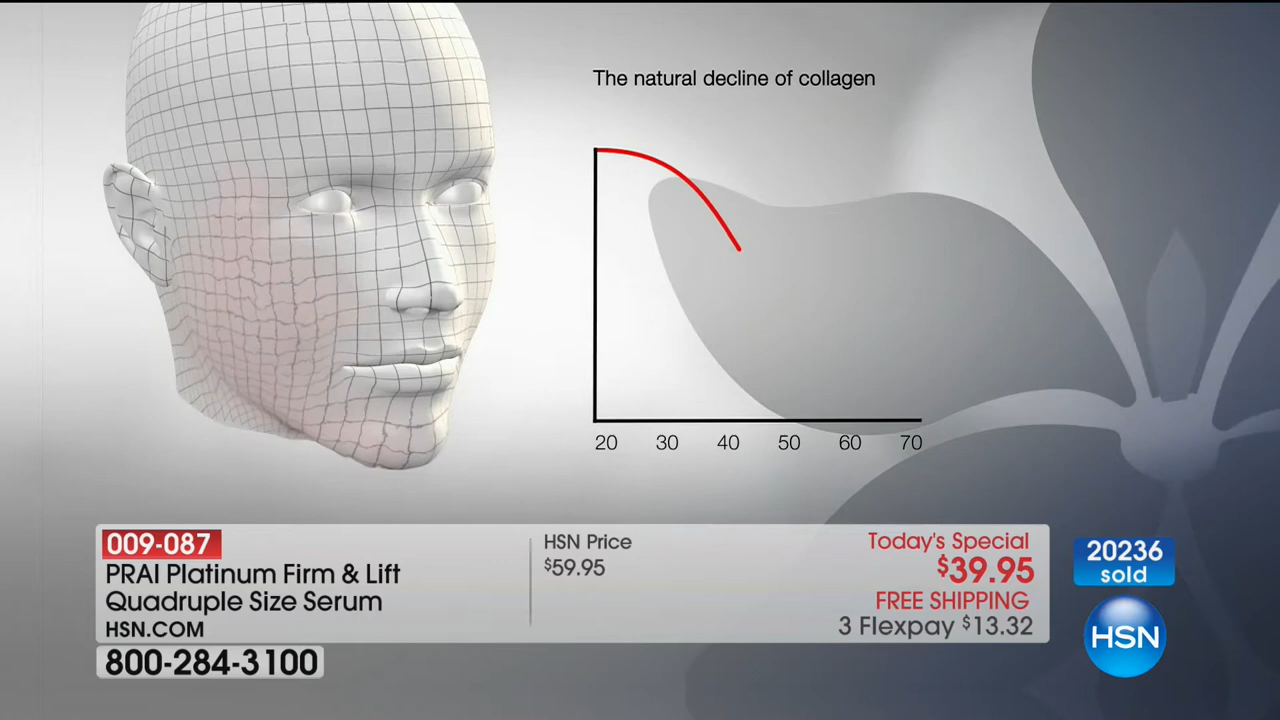 The natural decline of collagen
20 30 40 50 60 70
009-087
PRAI Platinum Firm & Lift
Quadruple Size Serum
HSN.COM
800-284-3100
HSN Price
$59.95
Today's Special
$39.95
FREE SHIPPING
3 Flexpay $13.32
20236
sold
HSN